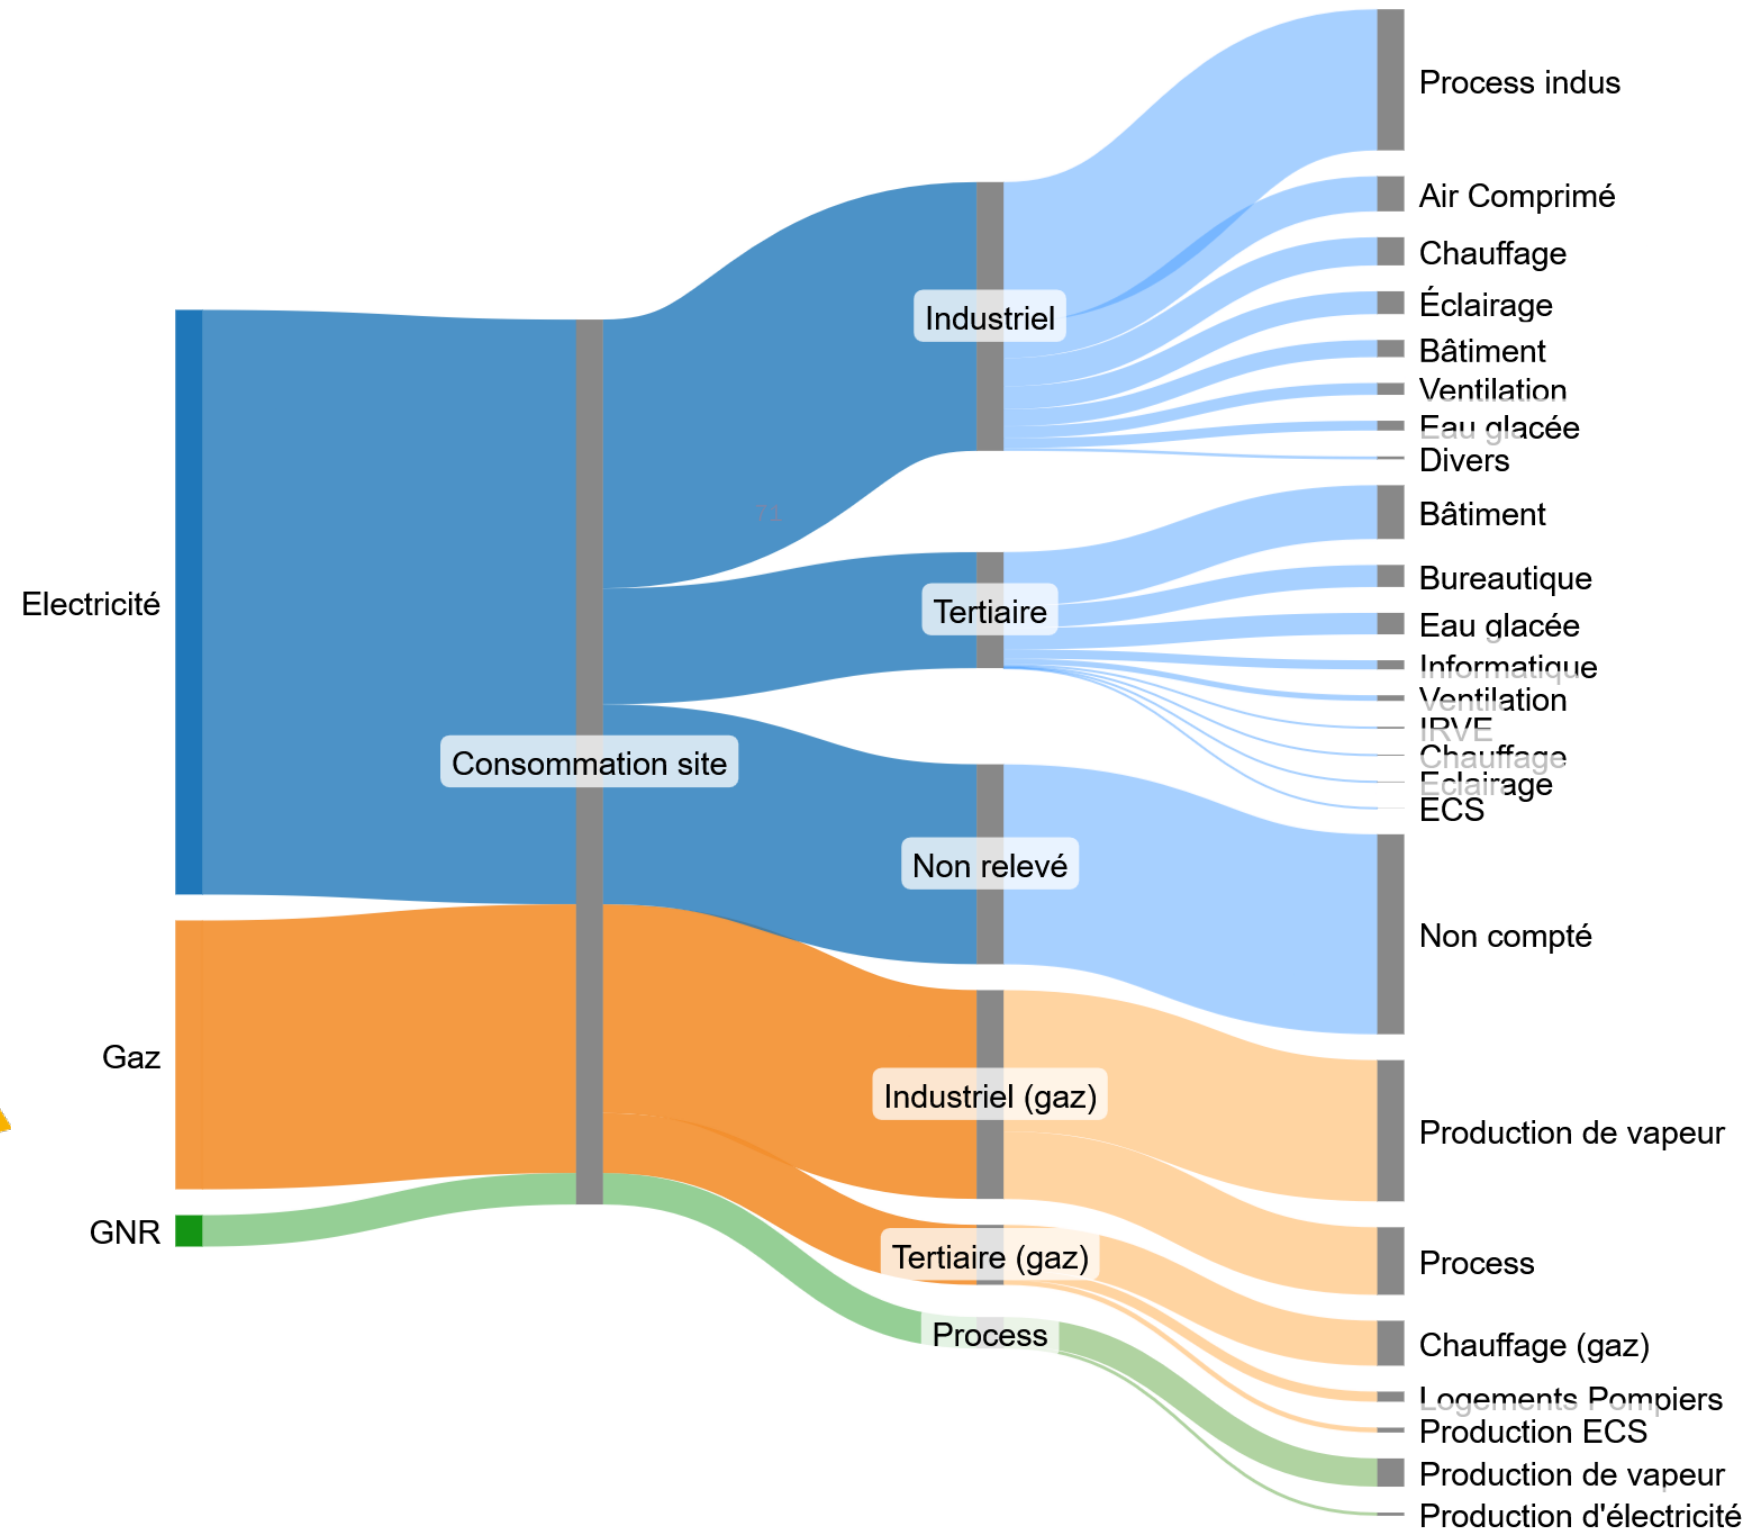 Electricité
Gaz
GNR
Consommation site
71
Industriel
Tertiaire
Non relevé
Industriel (gaz)
Tertiaire (gaz)
Process
Process indus
Air Comprimé
Chauffage
Éclairage
Bâtiment
Ventilation
Eau glacée
Divers
Bâtiment
Bureautique
Eau glacée
Informatique
Ventilation
IRVE
Chauffage
Eclairage
ECS
Non compté
Production de vapeur
Process
Chauffage (gaz)
Logements Pompiers
Production ECS
Production de vapeur
Production d'électricité